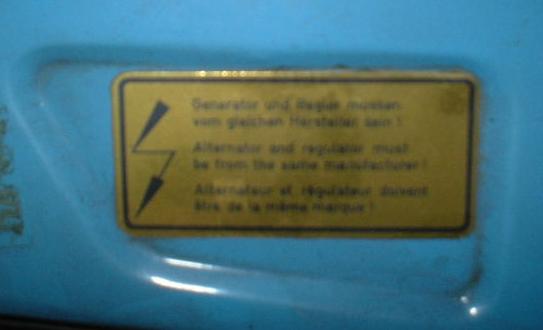 Generator und Regler müssen
vom gleichen Hersteller sein !
Alternator and regulator must
be from the same manufacturer !
Alternateur et régulateur doivent
être de la même marque !